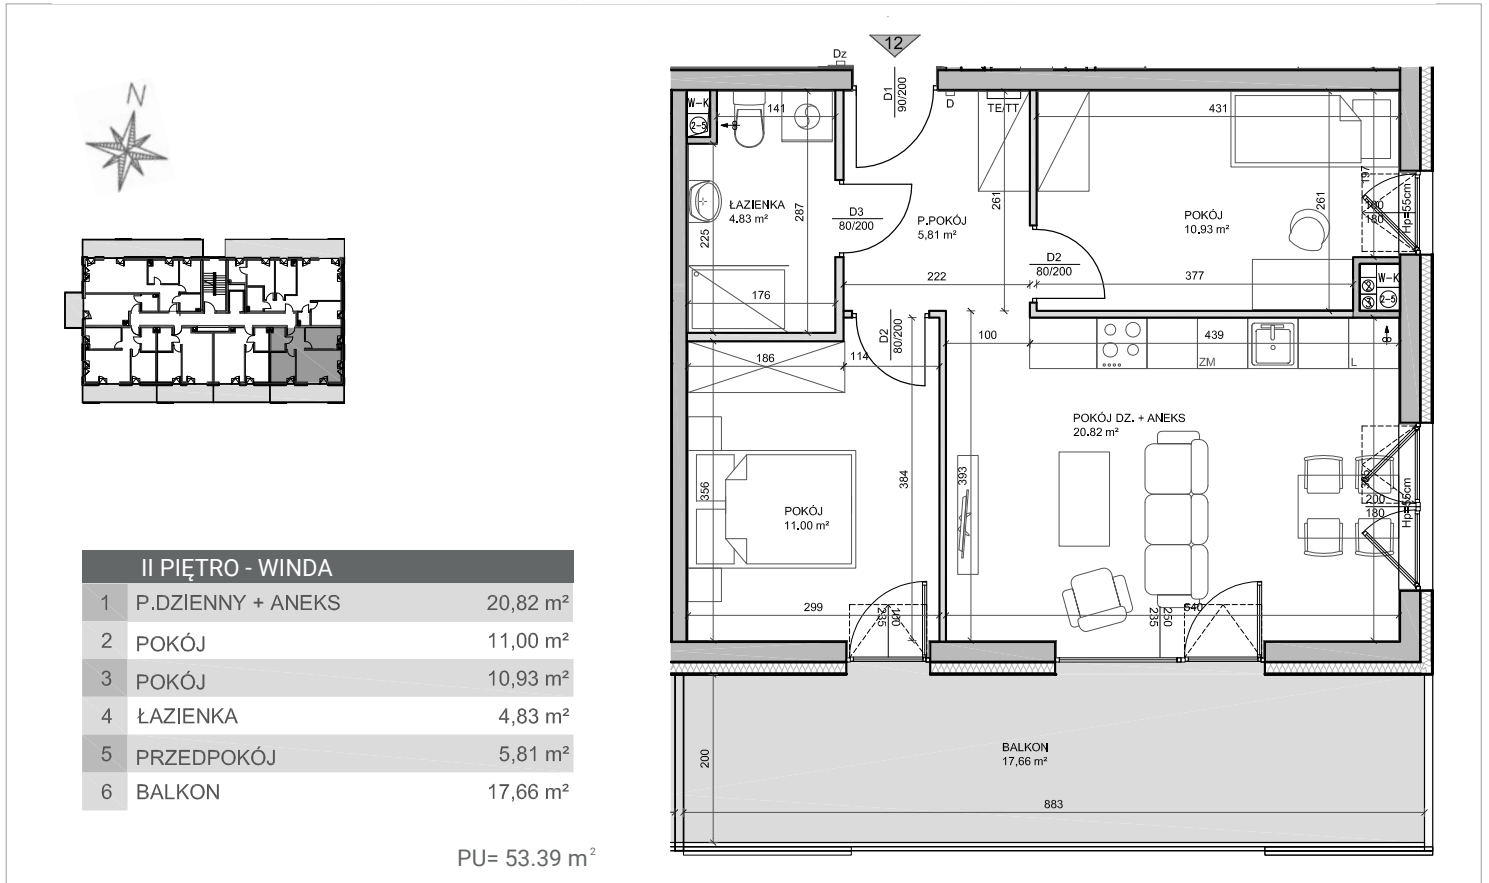 N
II PIĘTRO - WINDA
1 P.DZIENNY + ANEKS 20,82 m²
2 POKÓJ 11,00 m²
3 POKÓJ 10,93 m²
4 ŁAZIENKA 4,83 m²
5 PRZEDPOKÓJ 5,81 m²
6 BALKON 17,66 m²
PU= 53.39 m²
12
Dz
D1
90/200
D
TE/TT
W-K
2-5
141
431
197
ŁAZIENKA
4.83 m²
287
225
176
D3
80/200
P.POKÓJ
5,81 m²
261
222
D2
80/200
POKÓJ
10,93 m²
261
377
180
Hp=55cm
W-K
2-5
D2
80/200
186
114
100
439
ZM
L
POKÓJ DZ. + ANEKS
20.82 m²
356
384
393
POKÓJ
11.00 m²
200
180
Hp=55cm
299
235
100
235
250
540
BALKON
17,66 m²
200
883